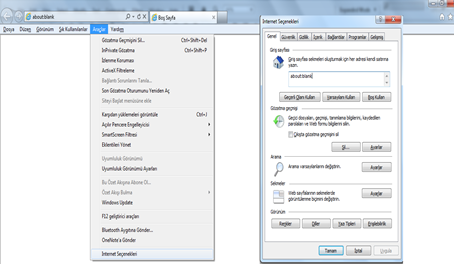 about:blank
Boş Sayfa
Dosya Düzen Görünüm Sık Kullanılanlar Araçlar Yardım
Gözatma Geçmişini Sil... Ctrl+Shift+Del
InPrivate Gözatma Ctrl+Shift+P
İzlenme Koruması
ActiveX Filtreleme
Bağlantı Sorunlarını Tanıla...
Son Gözatma Oturumunu Yeniden Aç
Siteyi Başlat menüsüne ekle
Karşıdan yüklemeleri görüntüle Ctrl+J
Açılır Pencere Engelleyicisi
SmartScreen Filtresi
Eklentileri Yönet
Uyumluluk Görünümü
Uyumluluk Görünümü Ayarları
Bu Özet Akışına Abone Ol...
Özet Akışı Bulma
Windows Update
F12 geliştirici araçları
Bluetooth Aygıtına Gönder...
OneNote'a Gönder
İnternet Seçenekleri
İnternet Seçenekleri
Genel Güvenlik Gizlilik İçerik Bağlantılar Programlar Gelişmiş
Giriş sayfası
Giriş sayfası sekmeleri oluşturmak için her adresi kendi satırına
yazın.
about:blank
Geçerli Olanı Kullan Varsayılanı Kullan Boş Kullan
Gözatma geçmişi
Geçici dosyaları, geçmişi, tanımlama bilgilerini, kaydedilen
parolaları ve Web formu bilgilerini silin.
Çıkışta gözatma geçmişini sil
Sil... Ayarlar
Arama
Arama varsayılanlarını değiştirin.
Ayarlar
Sekmeler
Web sayfalarının sekmelerde
görüntülenme biçimini değiştirin.
Ayarlar
Görünüm
Renkler Diller Yazı Tipleri Erişilebilirlik
Tamam İptal Uygula